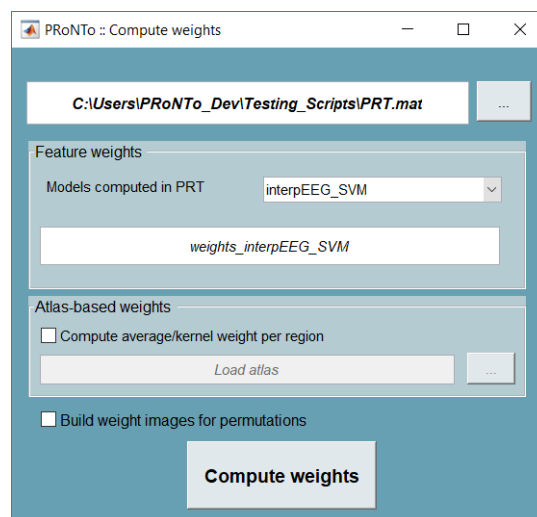 PRoNTo :: Compute weights
C:\Users\PRoNTo_Dev\Testing_Scripts\PRT.mat
...
Feature weights
Models computed in PRT
interpEEG_SVM
weights_interpEEG_SVM
Atlas-based weights
Compute average/kernel weight per region
Load atlas
...
Build weight images for permutations
Compute weights